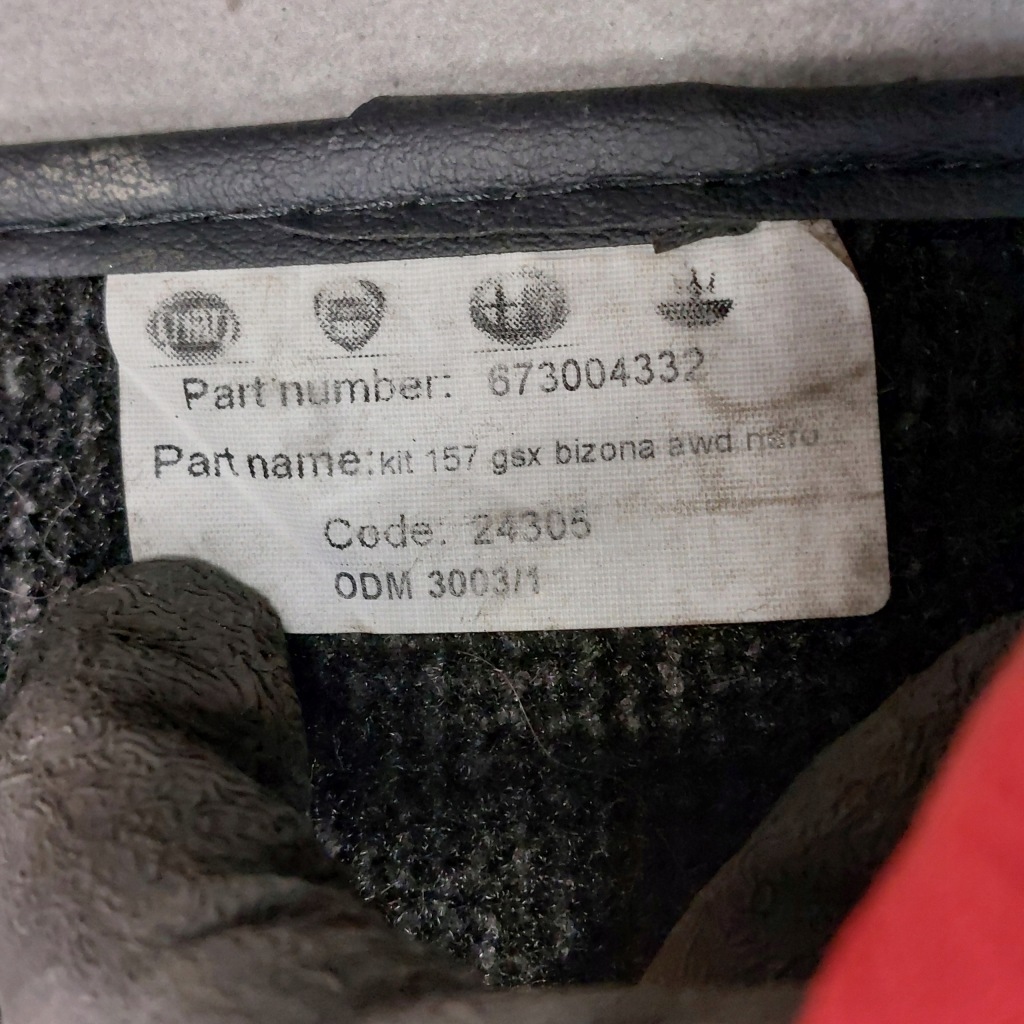 Part number: 673004332
Part name: kit 157 gsx bizona awd nero
Code: 24305
ODM 3003/1